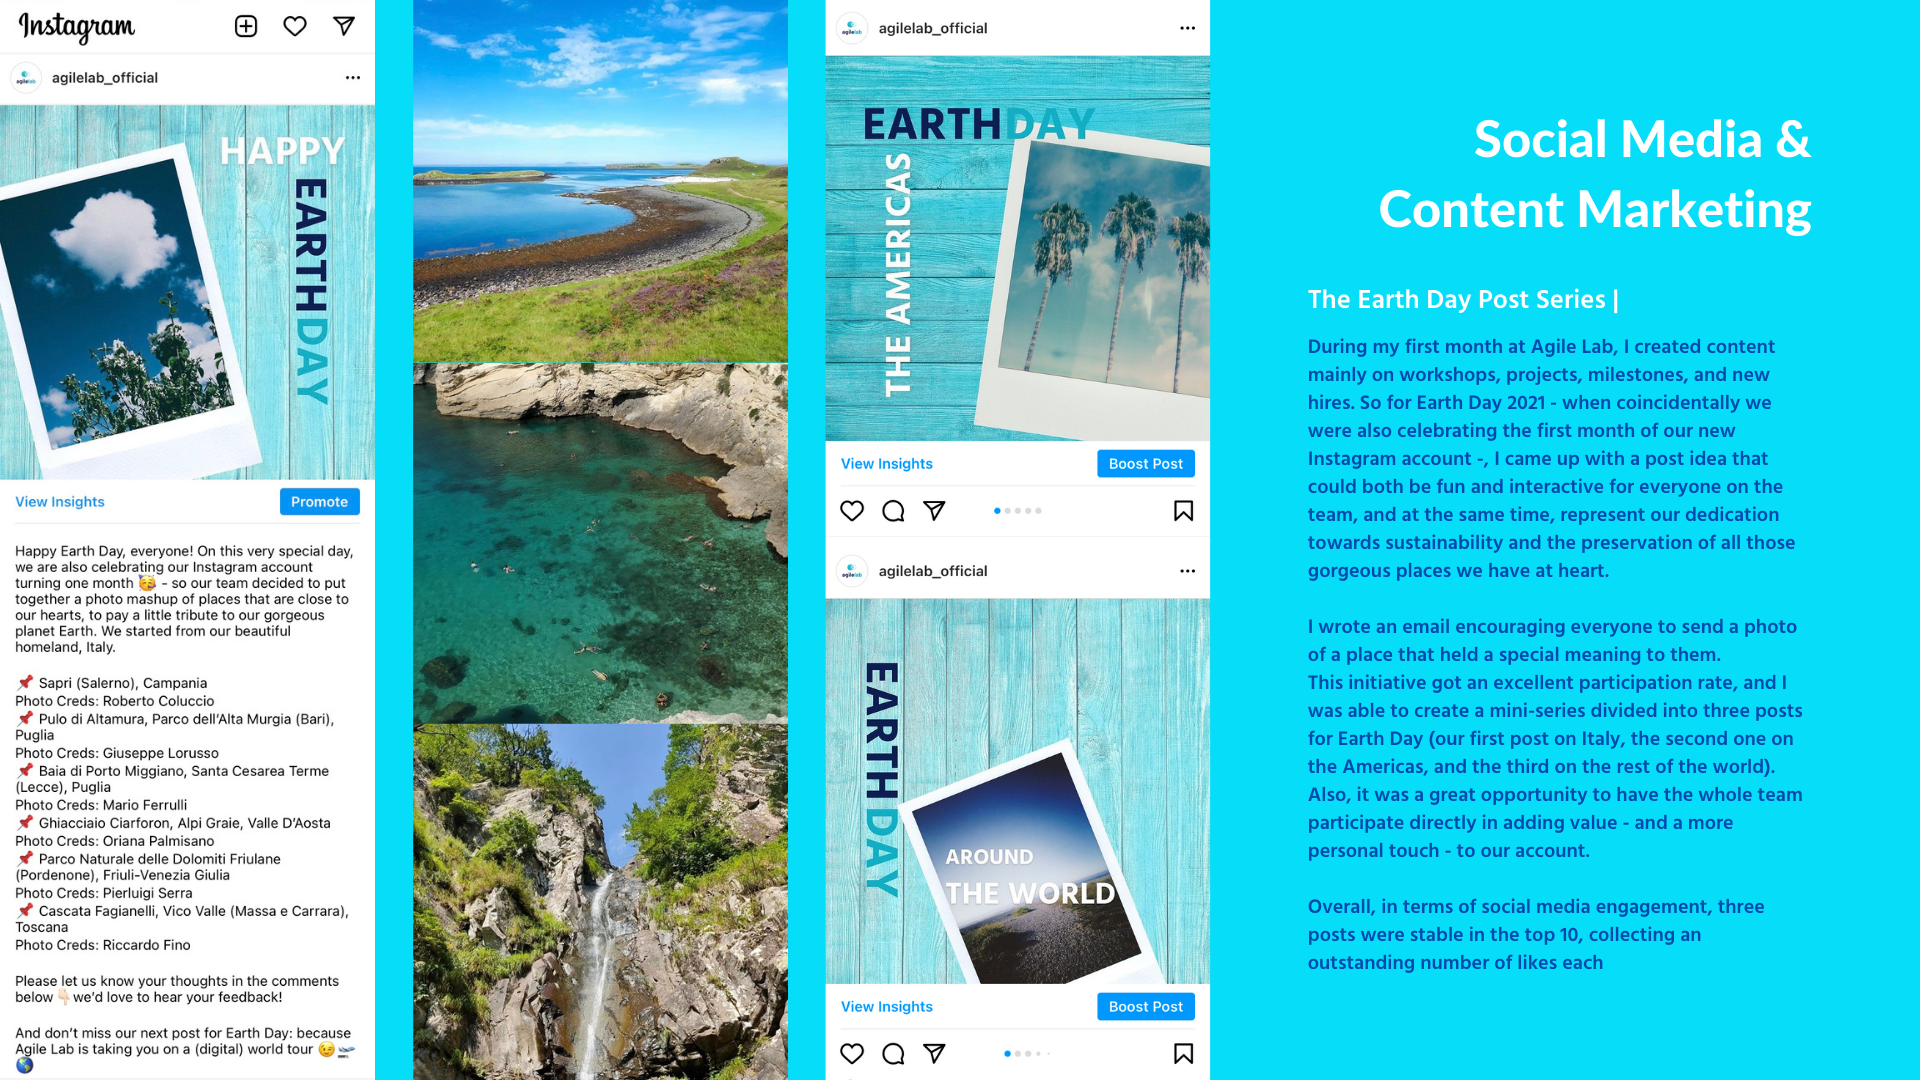 Instagram
agilelab_official
HAPPY
EARTHDAY
View Insights
Promote
Happy Earth Day, everyone! On this very special day,
we are also celebrating our Instagram account
turning one month 🥳 - so our team decided to put
together a photo mashup of places that are close to
our hearts, to pay a little tribute to our gorgeous
planet Earth. We started from our beautiful
homeland, Italy.
📌 Sapri (Salerno), Campania
Photo Creds: Roberto Coluccio
📌 Pulo di Altamura, Parco dell'Alta Murgia (Bari),
Puglia
Photo Creds: Giuseppe Lorusso
📌 Baia di Porto Miggiano, Santa Cesarea Terme
(Lecce), Puglia
Photo Creds: Mario Ferrulli
📌 Ghiacciaio Ciarforon, Alpi Graie, Valle D'Aosta
Photo Creds: Oriana Palmisano
📌 Parco Naturale delle Dolomiti Friulane
(Pordenone), Friuli-Venezia Giulia
Photo Creds: Pierluigi Serra
📌 Cascata Fagianelli, Vico Valle (Massa e Carrara),
Toscana
Photo Creds: Riccardo Fino
Please let us know your thoughts in the comments
below 👇🏻 we'd love to hear your feedback!
And don't miss our next post for Earth Day: because
Agile Lab is taking you on a (digital) world tour 😉🛫
🌎
agilelab_official
EARTHDAY
THE AMERICAS
View Insights
Boost Post
agilelab_official
EARTHDAY
AROUND
THE WORLD
View Insights
Boost Post
Social Media &
Content Marketing
The Earth Day Post Series |
During my first month at Agile Lab, I created content
mainly on workshops, projects, milestones, and new
hires. So for Earth Day 2021 - when coincidentally we
were also celebrating the first month of our new
Instagram account -, I came up with a post idea that
could both be fun and interactive for everyone on the
team, and at the same time, represent our dedication
towards sustainability and the preservation of all those
gorgeous places we have at heart.
I wrote an email encouraging everyone to send a photo
of a place that held a special meaning to them.
This initiative got an excellent participation rate, and I
was able to create a mini-series divided into three posts
for Earth Day (our first post on Italy, the second one on
the Americas, and the third on the rest of the world).
Also, it was a great opportunity to have the whole team
participate directly in adding value - and a more
personal touch - to our account.
Overall, in terms of social media engagement, three
posts were stable in the top 10, collecting an
outstanding number of likes each